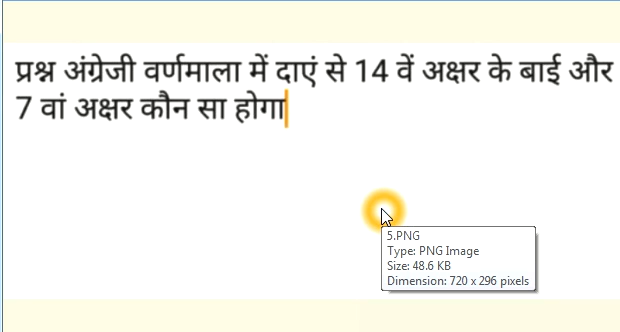 प्रश्न अंग्रेजी वर्णमाला में दाएं से 14 वें अक्षर के बाई और
7 वां अक्षर कौन सा होगा
5.PNG
Type: PNG Image
Size: 48.6 KB
Dimension: 720 x 296 pixels